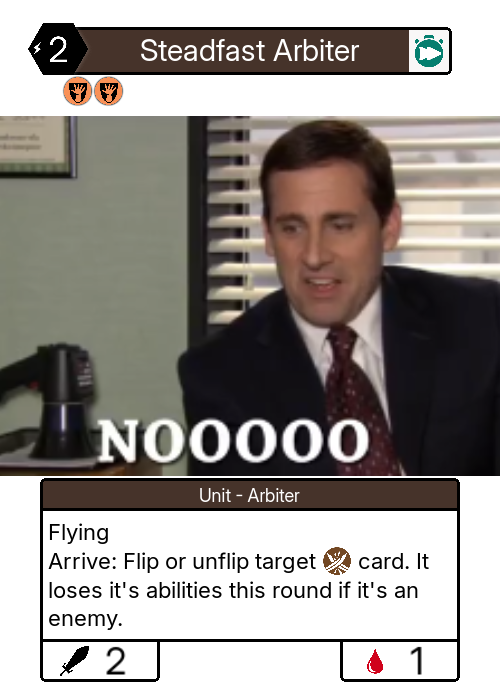 2
Steadfast Arbiter
NOOOOO
Unit - Arbiter
Flying
Arrive: Flip or unflip target card. It
loses it's abilities this round if it's an
enemy.
2
1